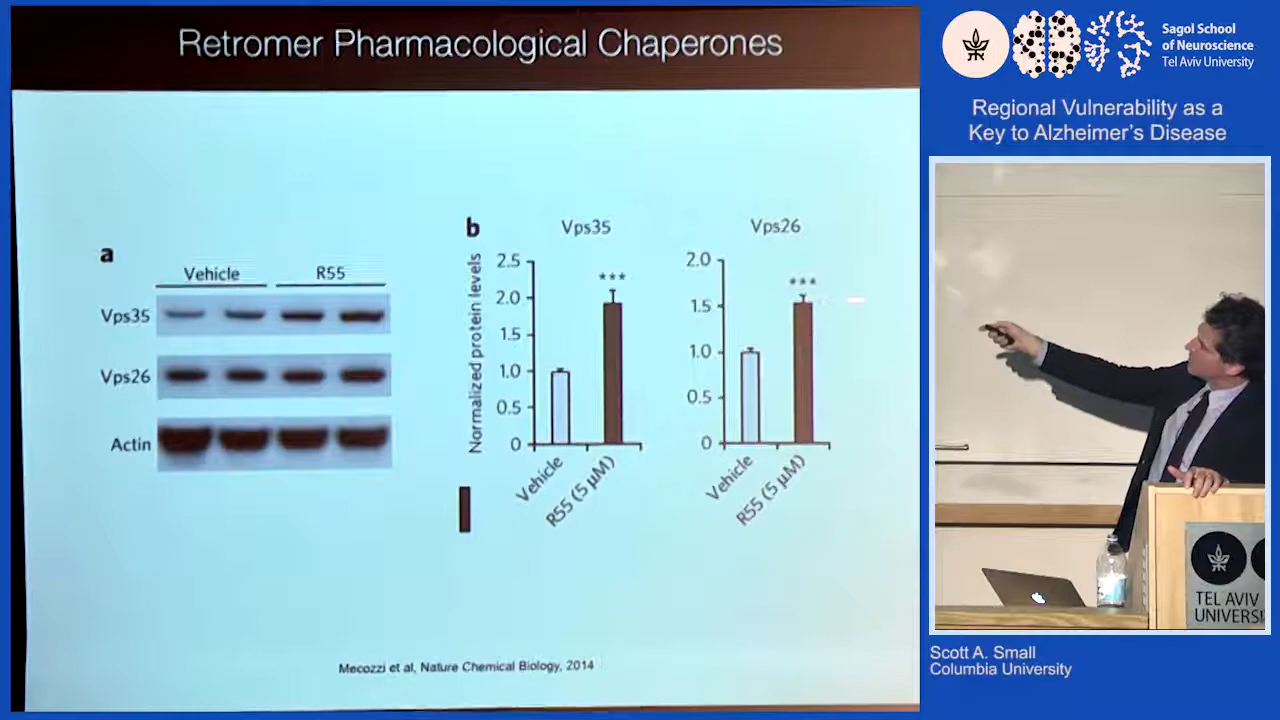 Retromer Pharmacological Chaperones
a
Vehicle R55
Vps35
Vps26
Actin
b
Vps35
Normalized protein levels
2.5
2.0
1.5
1.0
0.5
0
***
Vehicle
R55 (5 µM)
Vps26
2.0
1.5
1.0
0.5
0
***
Vehicle
R55 (5 µM)
Mecozzi et al, Nature Chemical Biology, 2014
Sagol School
of Neuroscience
Tel Aviv University
Regional Vulnerability as a
Key to Alzheimer’s Disease
TEL AVIV
UNIVERSI
Scott A. Small
Columbia University